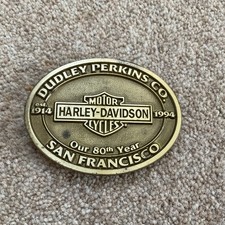 DUDLEY PERKINS CO.
EST.
1914
MOTOR
HARLEY-DAVIDSON
CYCLES
1994
Our 80th Year
SAN FRANCISCO